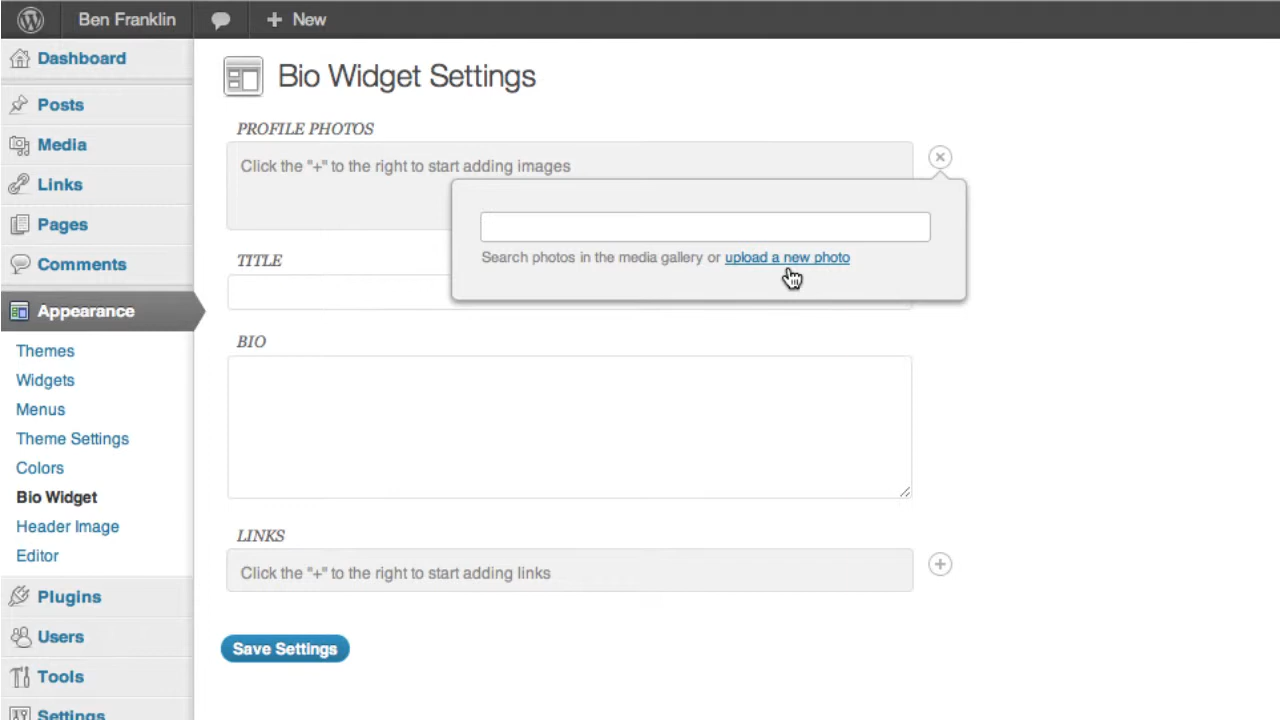 Ben Franklin
New
Dashboard
Posts
Media
Links
Pages
Comments
Appearance
Themes
Widgets
Menus
Theme Settings
Colors
Bio Widget
Header Image
Editor
Plugins
Users
Tools
Settings
Bio Widget Settings
PROFILE PHOTOS
Click the "+" to the right to start adding images
Search photos in the media gallery or upload a new photo
TITLE
BIO
LINKS
Click the "+" to the right to start adding links
Save Settings